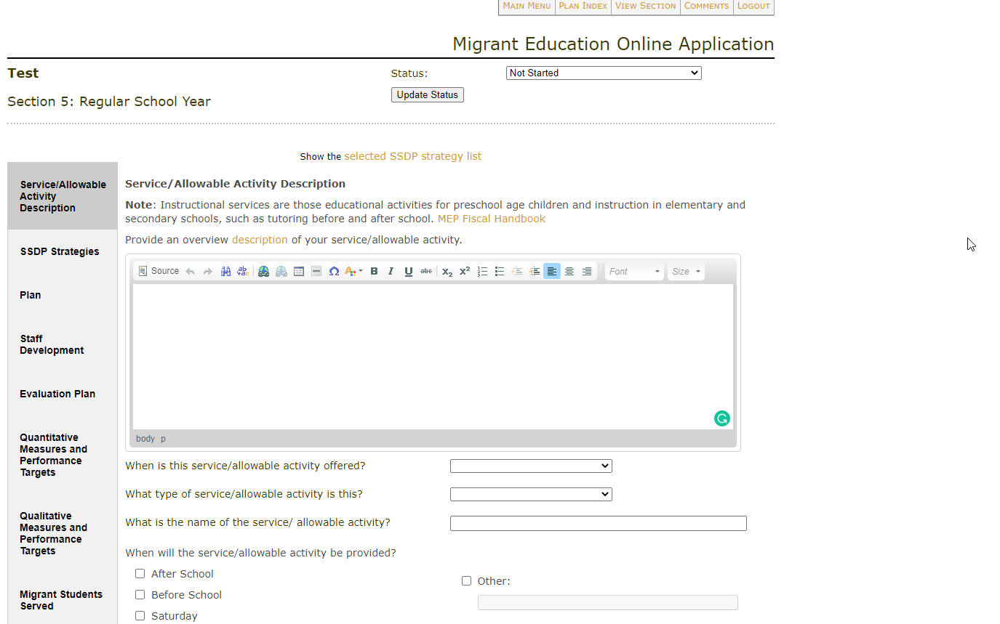 Main Menu Plan Index View Section Comments Logout
Migrant Education Online Application
Test
Status:
Not Started
Update Status
Section 5: Regular School Year
Show the selected SSDP strategy list
Service/Allowable
Activity
Description
SSDP Strategies
Plan
Staff
Development
Evaluation Plan
Quantitative
Measures and
Performance
Targets
Qualitative
Measures and
Performance
Targets
Migrant Students
Served
Service/Allowable Activity Description
Note: Instructional services are those educational activities for preschool age children and instruction in elementary and
secondary schools, such as tutoring before and after school. MEP Fiscal Handbook
Provide an overview description of your service/allowable activity.
Source
B I U abc x₂ x² Font Size
body p
When is this service/allowable activity offered?
What type of service/allowable activity is this?
What is the name of the service/ allowable activity?
When will the service/allowable activity be provided?
After School
Before School
Saturday
Other: